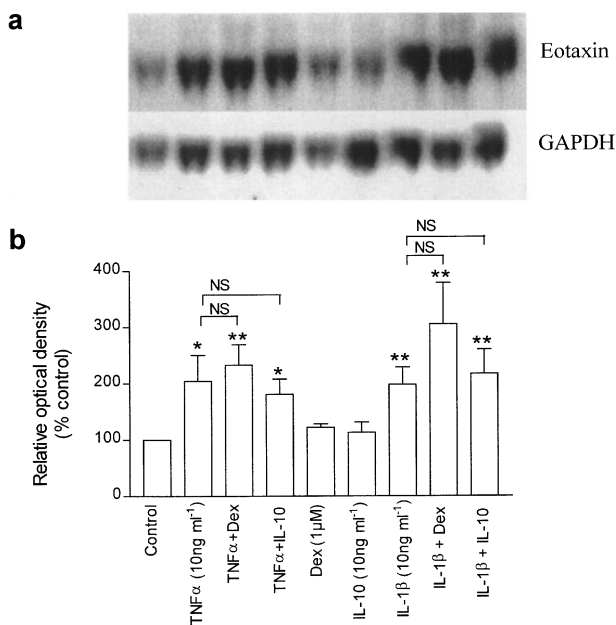 a
Eotaxin
GAPDH
b
NS
NS
NS
NS
Relative optical density
(% control)
400
300
200
100
0
*
**
*
**
**
**
Control
TNFα (10ng ml⁻¹)
TNFα+Dex
TNFα+IL-10
Dex (1μM)
IL-10 (10ng ml⁻¹)
IL-1β (10ng ml⁻¹)
IL-1β + Dex
IL-1β + IL-10